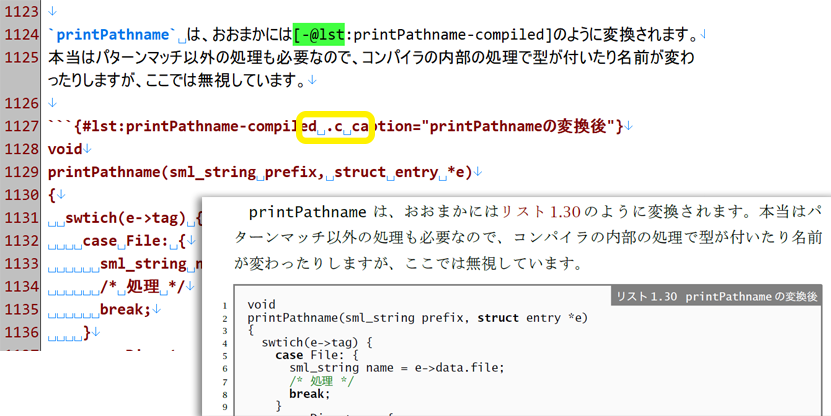 1123
1124 `printPathname` は、おおまかには[-@lst:printPathname-compiled]のように変換されます。
1125 本当はパターンマッチ以外の処理も必要なので、コンパイラの内部の処理で型が付いたり名前が変わ
ったりしますが、ここでは無視しています。
1126
1127 ```{#lst:printPathname-compiled .c caption="printPathnameの変換後"}
1128 void
1129 printPathname(sml_string prefix, struct entry *e)
1130 {
1131 swtich(e->tag) {
1132 case File: {
1133 sml_string n
1134 /* 処理 */
1135 break;
1136 }
printPathname は、おおまかにはリスト 1.30 のように変換されます。本当はパ
ターンマッチ以外の処理も必要なので、コンパイラの内部の処理で型が付いたり名前
が変わったりしますが、ここでは無視しています。
リスト 1.30 printPathname の変換後
1 void
2 printPathname(sml_string prefix, struct entry *e)
3 {
4 swtich(e->tag) {
5 case File: {
6 sml_string name = e->data.file;
7 /* 処理 */
8 break;
9 }